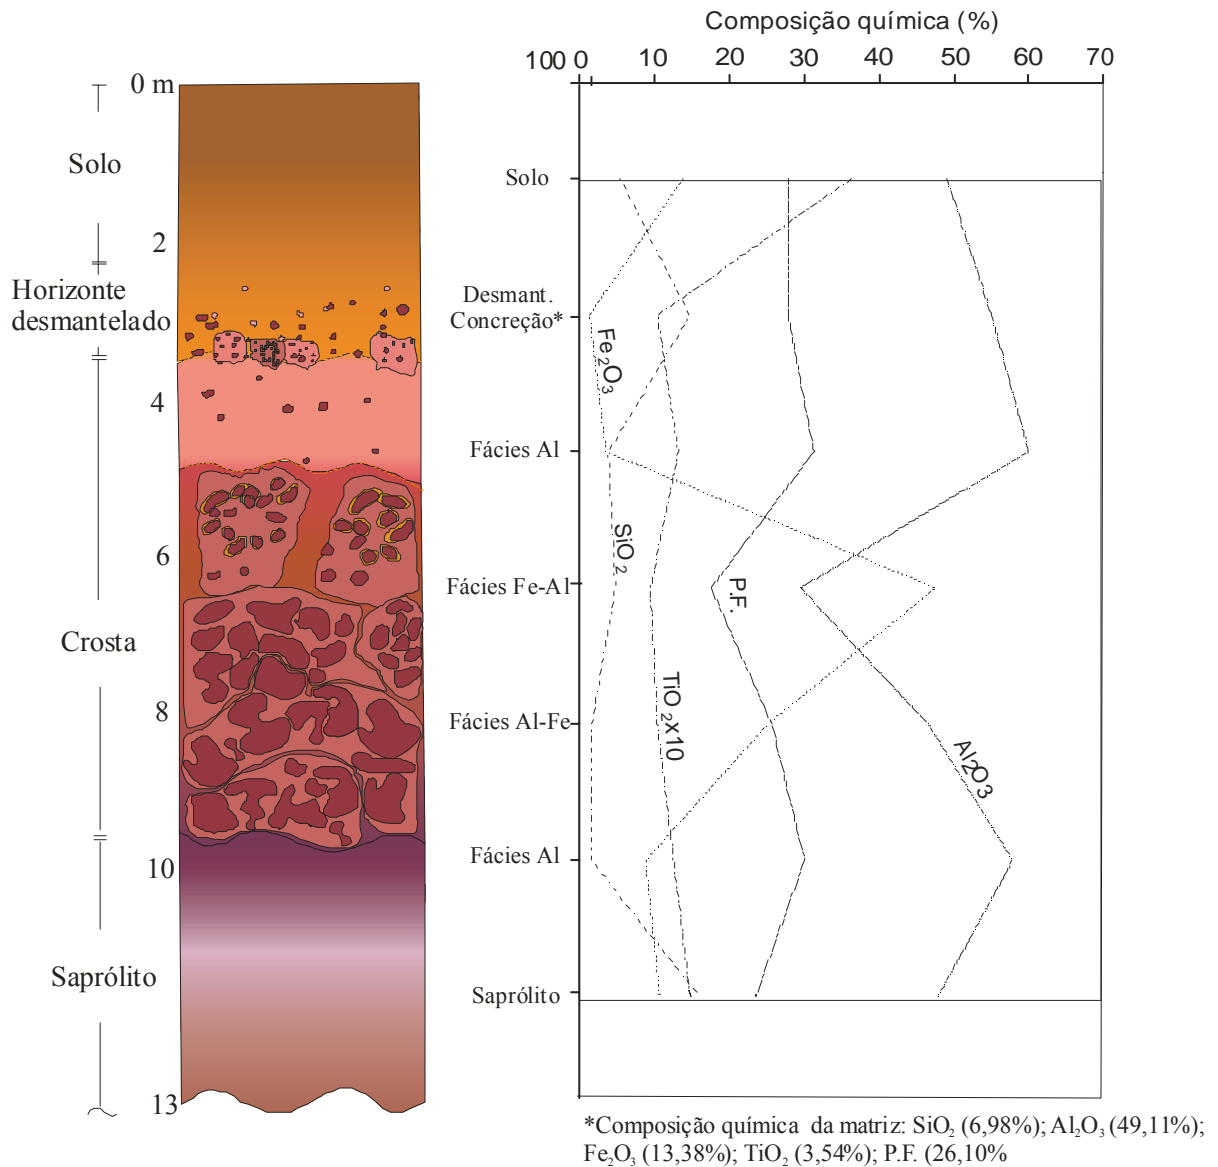 Composição química (%)
100 0 10 20 30 40 50 60 70
0 m
Solo
2
Horizonte
desmantelado
4
6
Crosta
8
10
Saprólito
13
Solo
Desmant.
Concreção*
Fácies Al
Fácies Fe-Al
Fácies Al-Fe
Fácies Al
Saprólito
Fe₂O₃
SiO₂
TiO₂x10
P.F.
Al₂O3
*Composição química da matriz: SiO₂ (6,98%); Al₂O₃ (49,11%);
Fe₂O₃ (13,38%); TiO₂ (3,54%); P.F. (26,10%